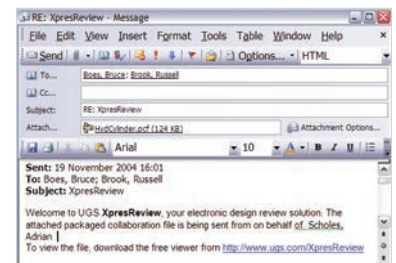 RE: XpresReview - Message
File Edit View Insert Format Tools Table Window Help
Send Options... HTML
To... Boes, Bruce; Brook, Russel
Cc...
Subject: RE: XpresReview
Attach... HydCylinder.pcf (124 KB) Attachment Options...
Arial 10 A B I U
Sent: 19 November 2004 16:01
To: Boes, Bruce; Brook, Russell
Subject: XpresReview
Welcome to UGS XpresReview, your electronic design review solution. The
attached packaged collaboration file is being sent from on behalf of Scholes,
Adrian
To view the file, download the free viewer from http://www.ugs.com/XpresReview